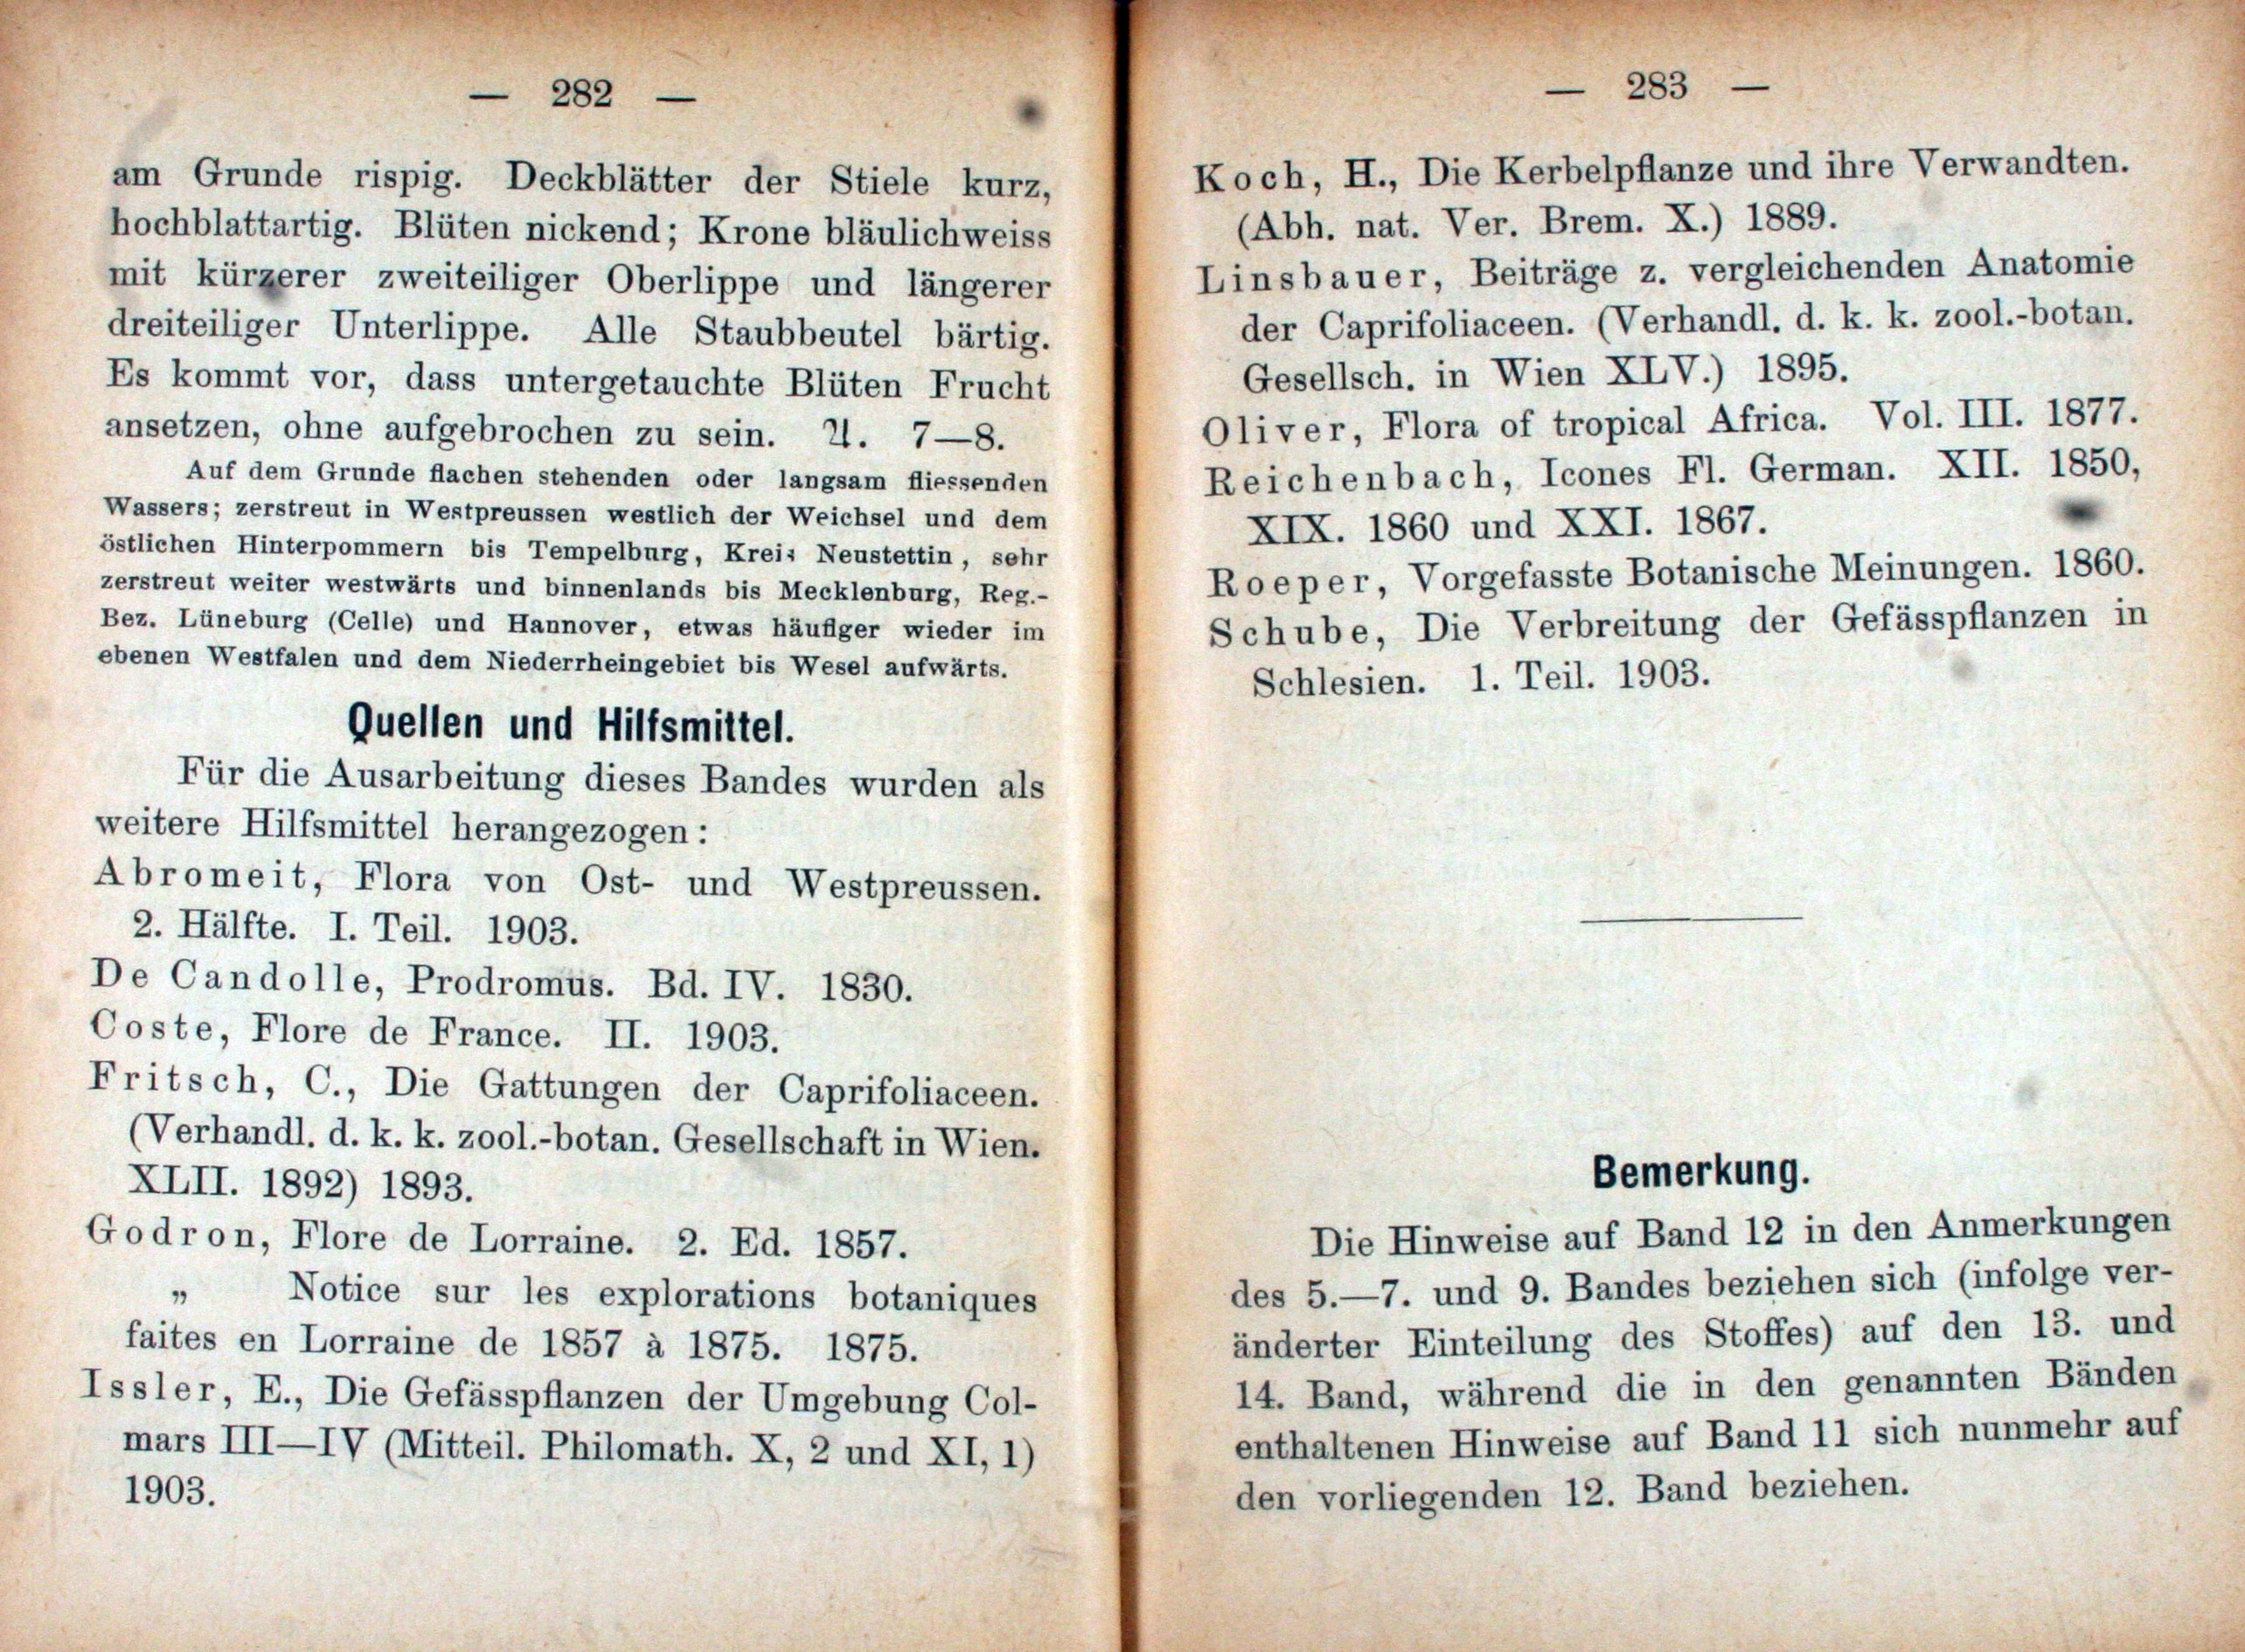 — 282 —
am Grunde rispig. Deckblätter der Stiele kurz,
hochblattartig. Blüten nickend; Krone bläulichweiss
mit kürzerer zweiteiliger Oberlippe und längerer
dreiteiliger Unterlippe. Alle Staubbeutel bärtig.
Es kommt vor, dass untergetauchte Blüten Frucht
ansetzen, ohne aufgebrochen zu sein. ♃. 7—8.
Auf dem Grunde flachen stehenden oder langsam fliessenden
Wassers; zerstreut in Westpreussen westlich der Weichsel und dem
östlichen Hinterpommern bis Tempelburg, Kreis Neustettin, sehr
zerstreut weiter westwärts und binnenlands bis Mecklenburg, Reg.-
Bez. Lüneburg (Celle) und Hannover, etwas häufiger wieder im
ebenen Westfalen und dem Niederrheingebiet bis Wesel aufwärts.
Quellen und Hilfsmittel.
Für die Ausarbeitung dieses Bandes wurden als
weitere Hilfsmittel herangezogen:
Abromeit, Flora von Ost- und Westpreussen.
2. Hälfte. I. Teil. 1903.
De Candolle, Prodromus. Bd. IV. 1830.
Coste, Flore de France. II. 1903.
Fritsch, C., Die Gattungen der Caprifoliaceen.
(Verhandl. d. k. k. zool.-botan. Gesellschaft in Wien.
XLII. 1892) 1893.
Godron, Flore de Lorraine. 2. Ed. 1857.
„ Notice sur les explorations botaniques
faites en Lorraine de 1857 à 1875. 1875.
Issler, E., Die Gefässpflanzen der Umgebung Col-
mars III—IV (Mitteil. Philomath. X, 2 und XI, 1)
1903.
— 283 —
Koch, H., Die Kerbelpflanze und ihre Verwandten.
(Abh. nat. Ver. Brem. X.) 1889.
Linsbauer, Beiträge z. vergleichenden Anatomie
der Caprifoliaceen. (Verhandl. d. k. k. zool.-botan.
Gesellsch. in Wien XLV.) 1895.
Oliver, Flora of tropical Africa. Vol. III. 1877.
Reichenbach, Icones Fl. German. XII. 1850,
XIX. 1860 und XXI. 1867.
Roeper, Vorgefasste Botanische Meinungen. 1860.
Schube, Die Verbreitung der Gefässpflanzen in
Schlesien. 1. Teil. 1903.
Bemerkung.
Die Hinweise auf Band 12 in den Anmerkungen
des 5.—7. und 9. Bandes beziehen sich (infolge ver-
änderter Einteilung des Stoffes) auf den 13. und
14. Band, während die in den genannten Bänden
enthaltenen Hinweise auf Band 11 sich nunmehr auf
den vorliegenden 12. Band beziehen.